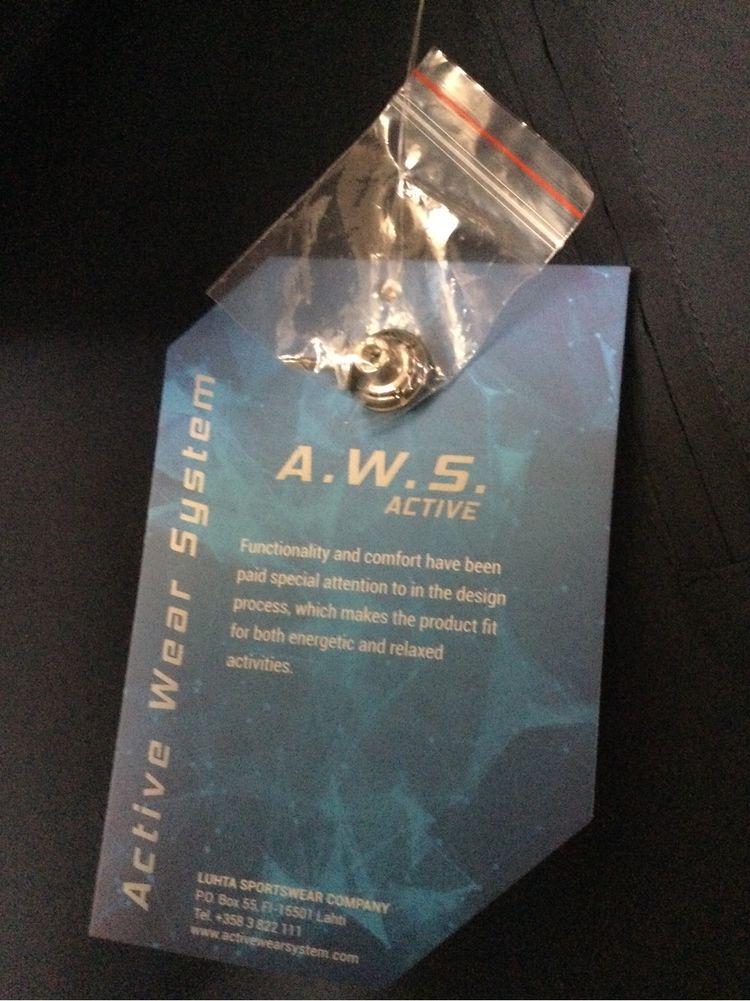 A.W.S.
ACTIVE
Functionality and comfort have been
paid special attention to in the design
process, which makes the product fit
for both energetic and relaxed
activities.
Active Wear System
LUHTA SPORTSWEAR COMPANY
P.O. Box 55, FI-15501 Lahti
Tel. +358 3 822 111
www.activewearsystem.com